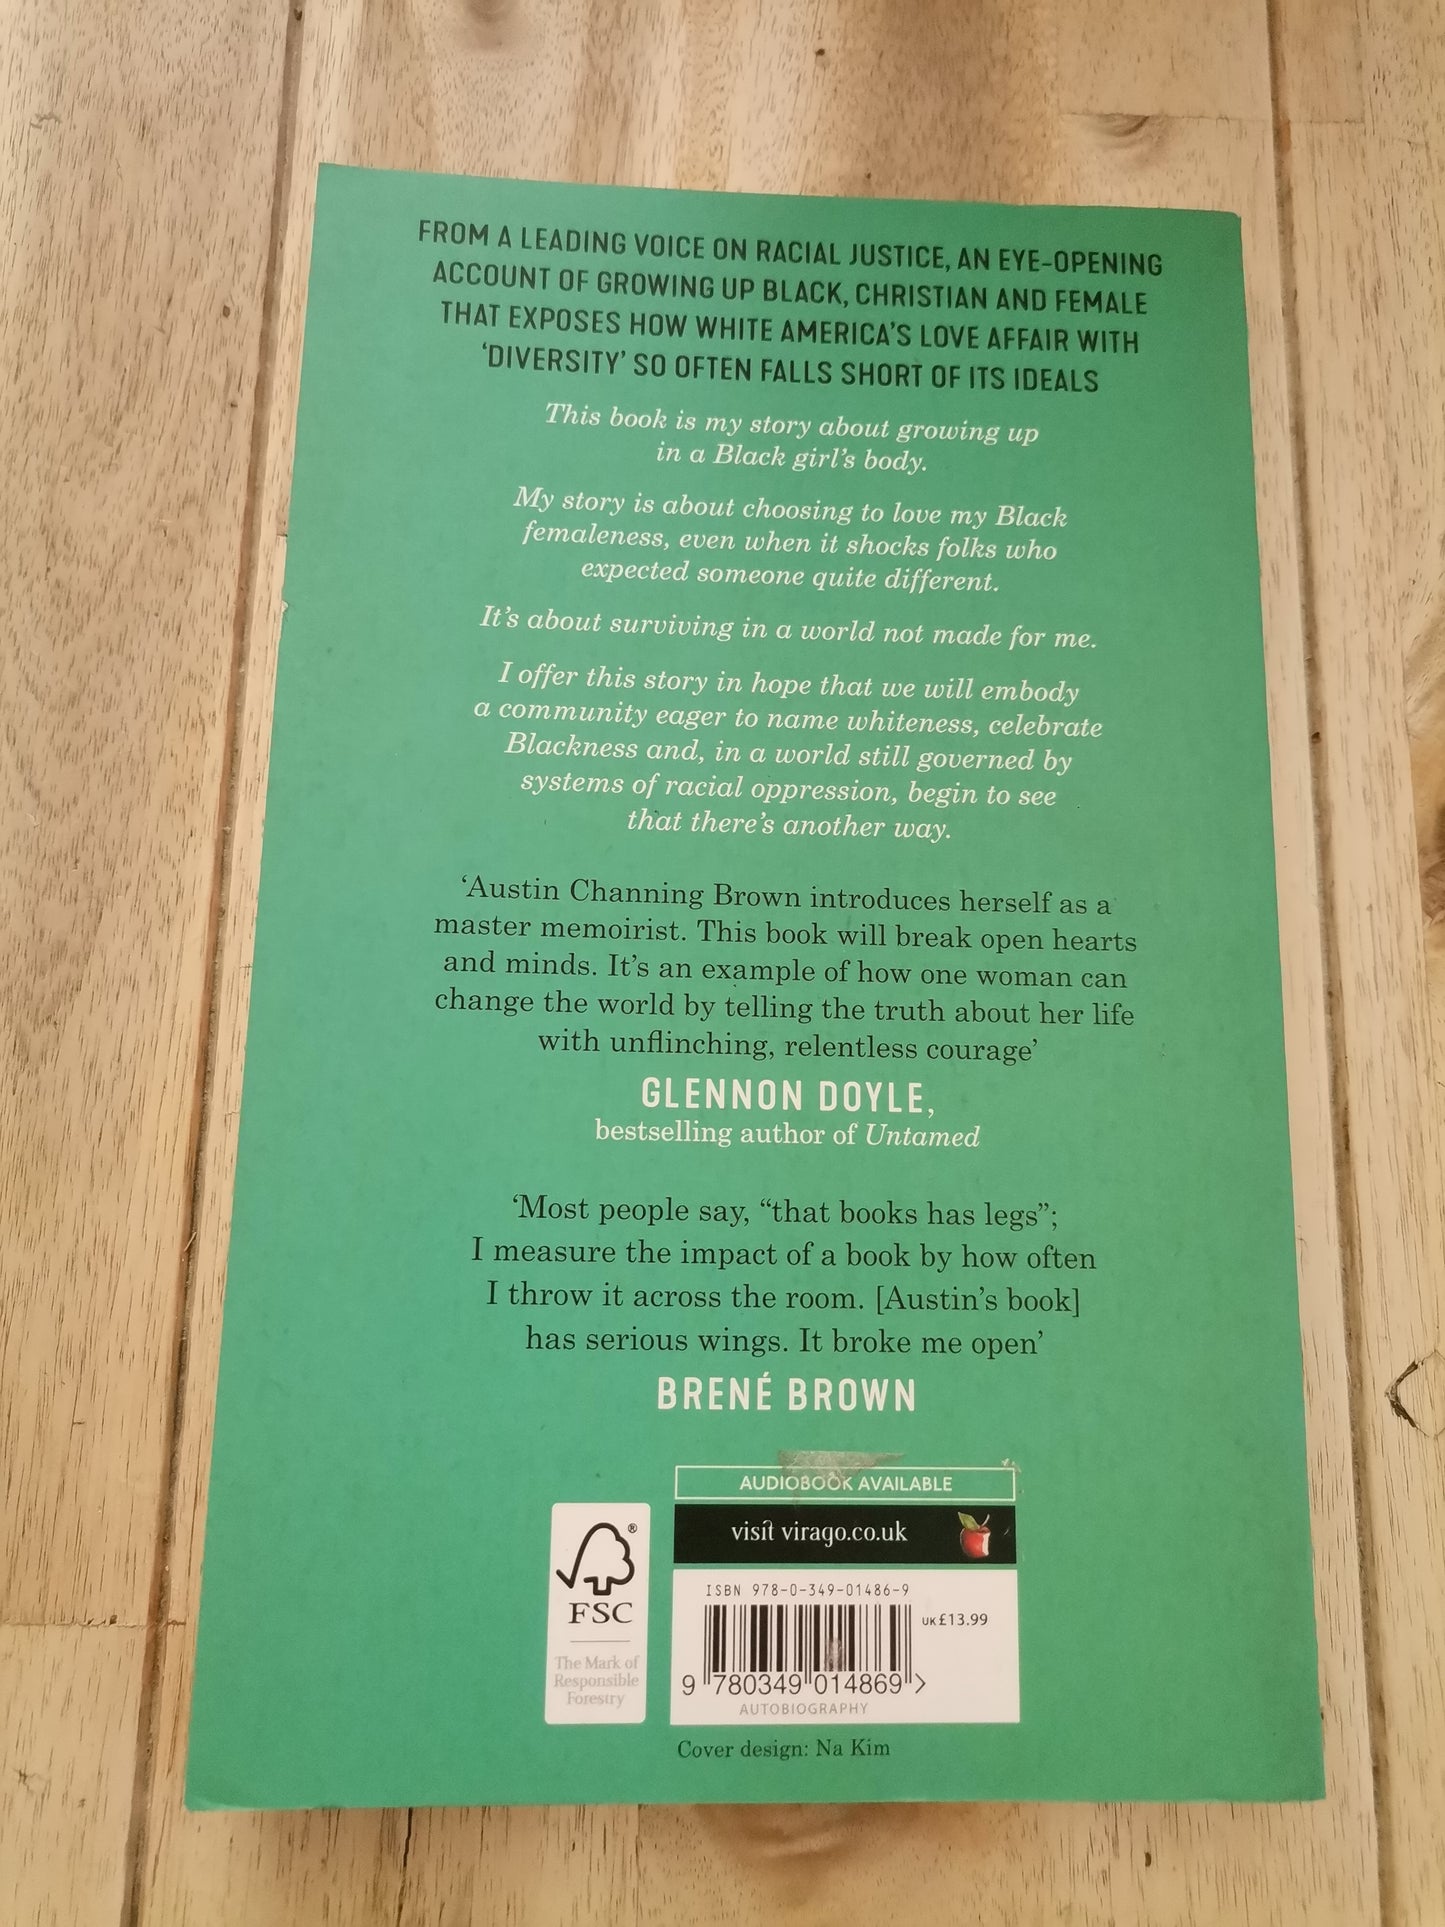 FROM A LEADING VOICE ON RACIAL JUSTICE, AN EYE-OPENING
ACCOUNT OF GROWING UP BLACK, CHRISTIAN AND FEMALE
THAT EXPOSES HOW WHITE AMERICA'S LOVE AFFAIR WITH
'DIVERSITY' SO OFTEN FALLS SHORT OF ITS IDEALS
This book is my story about growing up
in a Black girl's body.
My story is about choosing to love my Black
femaleness, even when it shocks folks who
expected someone quite different.
It's about surviving in a world not made for me.
I offer this story in hope that we will embody
a community eager to name whiteness, celebrate
Blackness and, in a world still governed by
systems of racial oppression, begin to see
that there's another way.
'Austin Channing Brown introduces herself as a
master memoirist. This book will break open hearts
and minds. It's an example of how one woman can
change the world by telling the truth about her life
with unflinching, relentless courage'
GLENNON DOYLE,
bestselling author of Untamed
'Most people say, "that books has legs";
I measure the impact of a book by how often
I throw it across the room. [Austin's book]
has serious wings. It broke me open'
BRENÉ BROWN
AUDIOBOOK AVAILABLE
visit virago.co.uk
®
FSC
The Mark of
Responsible
Forestry
ISBN 978-0-349-01486-9
UK£13.99
9 780349 014869 >
AUTOBIOGRAPHY
Cover design: Na Kim